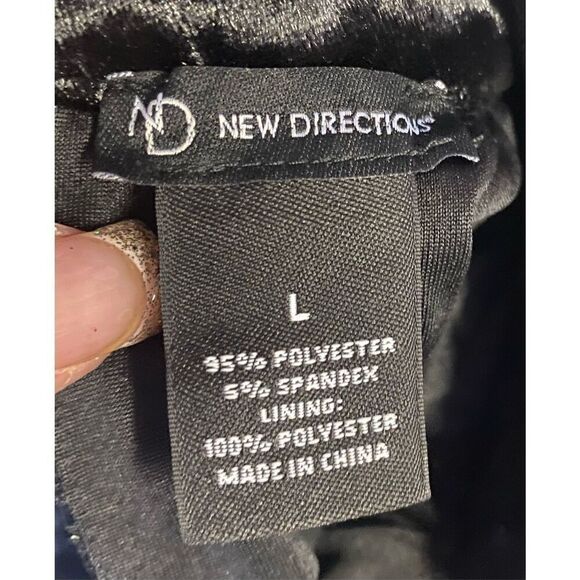 ND NEW DIRECTIONS
L
95% POLYESTER
5% SPANDEX
LINING:
100% POLYESTER
MADE IN CHINA